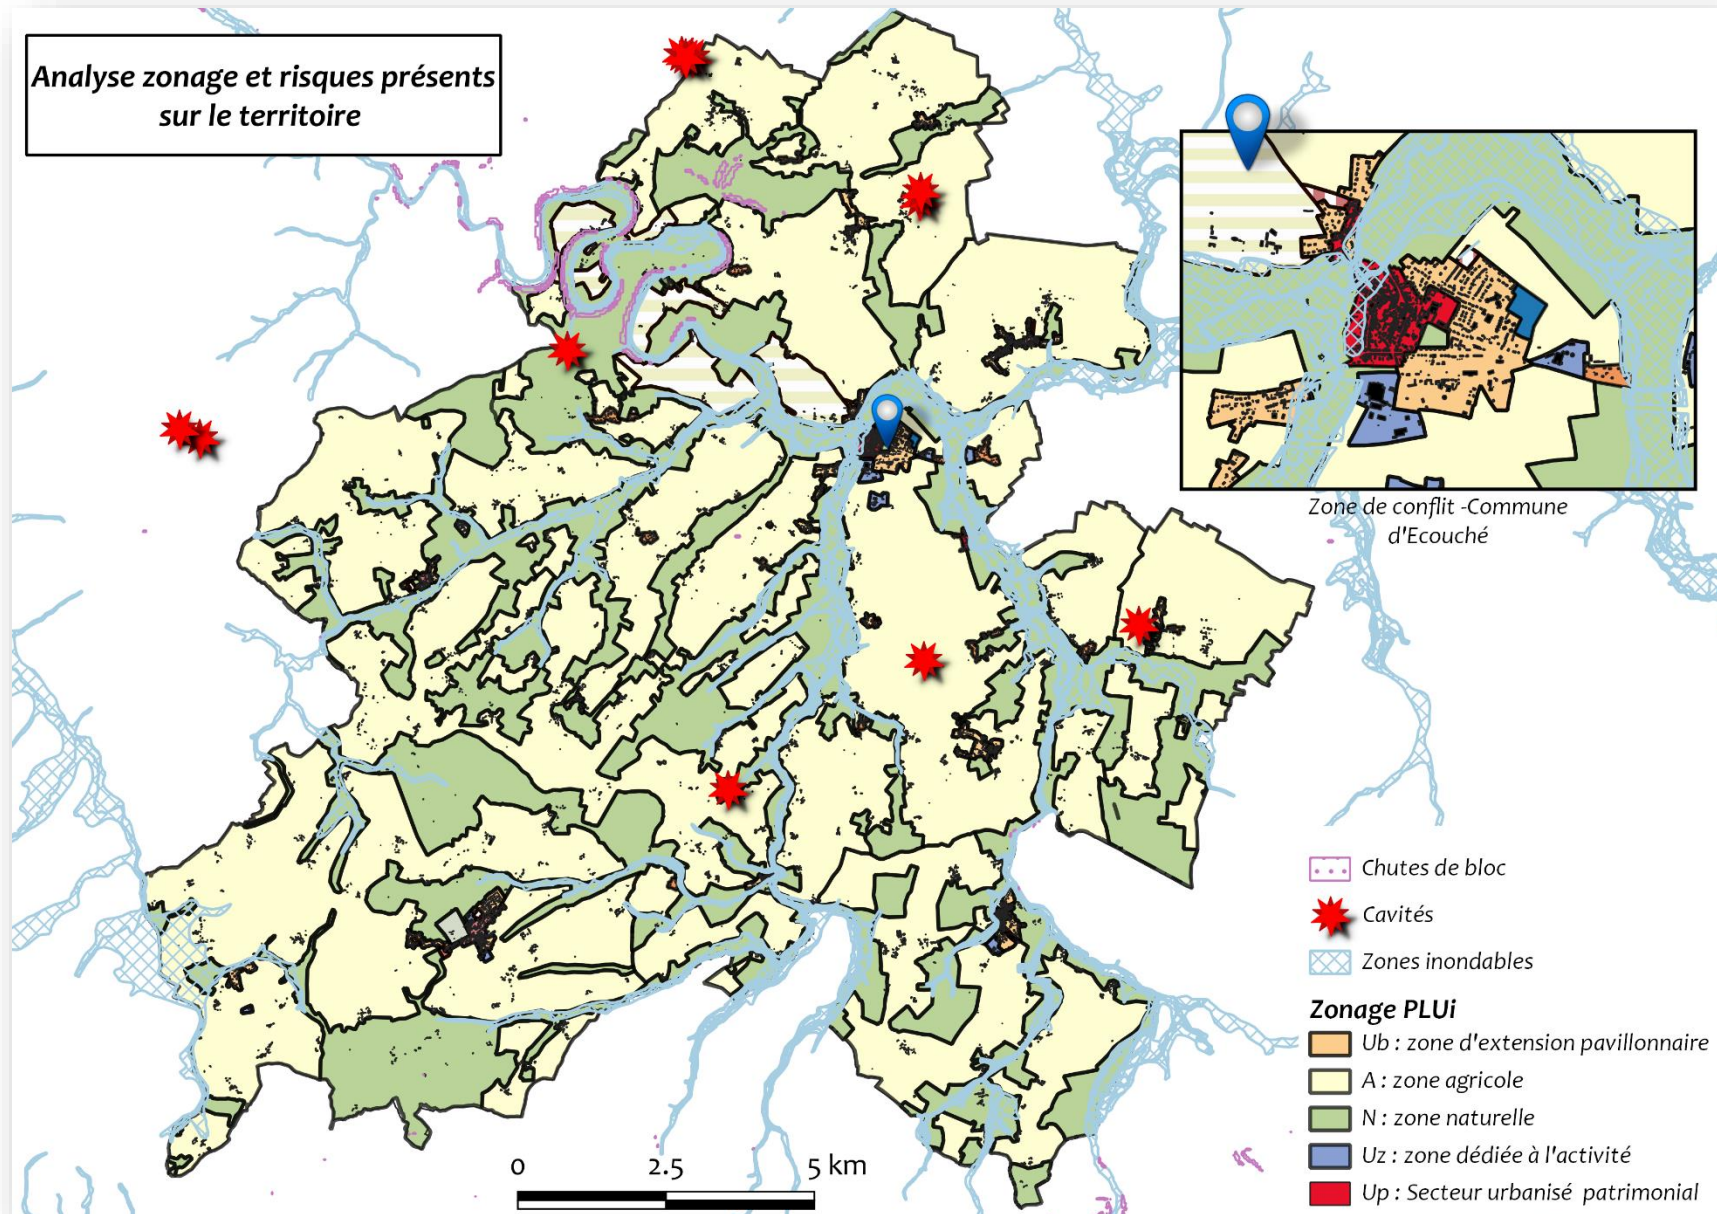 Analyse zonage et risques présents
sur le territoire
Zone de conflit -Commune
d'Ecouché
Chutes de bloc
Cavités
Zones inondables
Zonage PLUi
Ub : zone d'extension pavillonnaire
A : zone agricole
N : zone naturelle
Uz : zone dédiée à l'activité
Up : Secteur urbanisé patrimonial
0 2.5 5 km